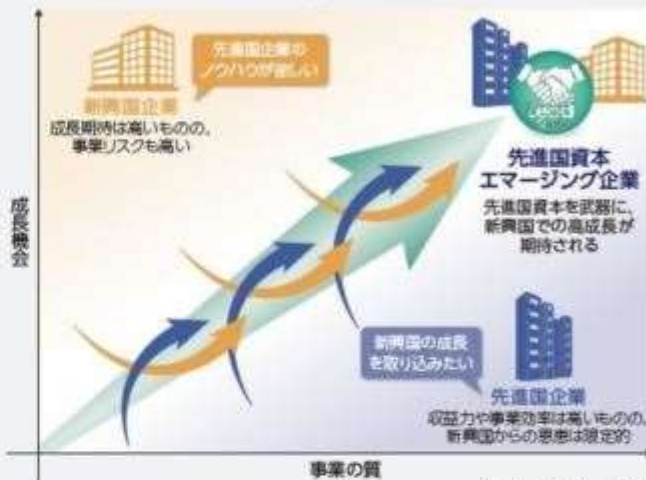 先進国企業の
ノウハウが欲しい
新興国企業
成長期待は高いものの、
事業リスクも高い
Lead
先進国資本
エマージング企業
先進国資本を武器に、
新興国での高成長が
期待される
成長機会
新興国の成長
を取り込みたい
先進国企業
収益力や事業効率は高いものの、
新興国からの恩恵は限定的
事業の質